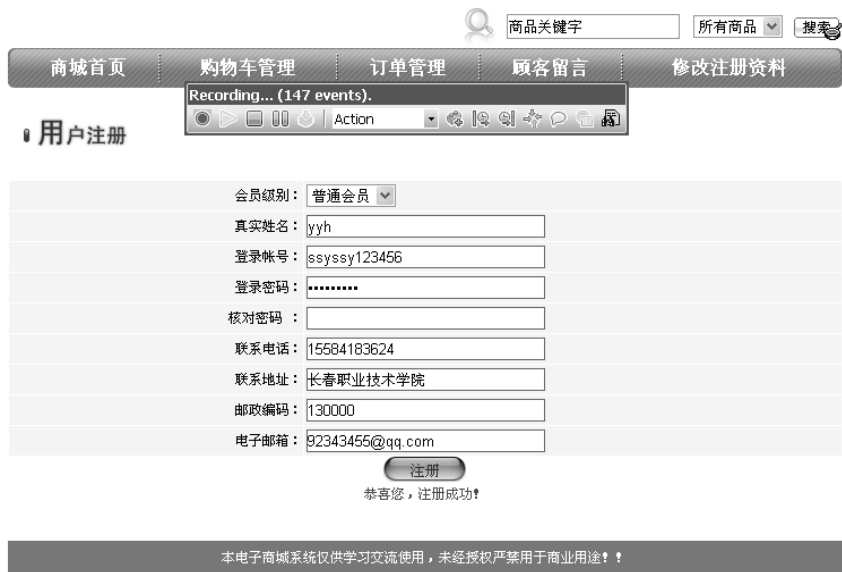 商品关键字 所有商品 搜索
商城首页 购物车管理 订单管理 顾客留言 修改注册资料
Recording... (147 events).
Action
用户注册
会员级别： 普通会员
真实姓名： yyh
登录帐号： ssyssy123456
登录密码： •••••••••
核对密码 ：
联系电话： 15584183624
联系地址： 长春职业技术学院
邮政编码： 130000
电子邮箱： 92343455@qq.com
注册
恭喜您，注册成功!
本电子商城系统仅供学习交流使用，未经授权严禁用于商业用途! !